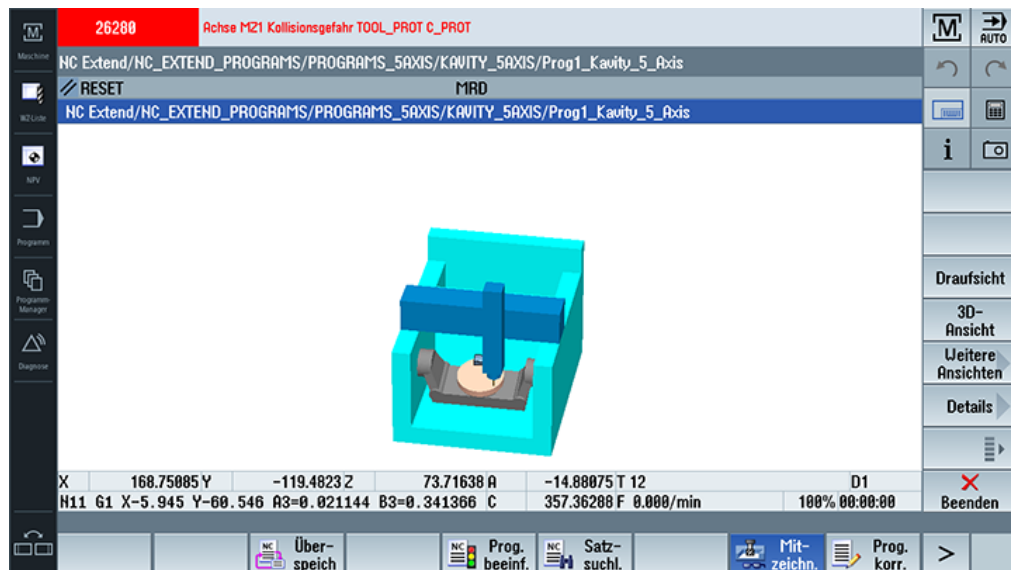 26280 Achse MZ1 Kollisionsgefahr TOOL_PROT C_PROT
M
AUTO
Maschine
NC Extend/NC_EXTEND_PROGRAMS/PROGRAMS_5AXIS/KAVITY_5AXIS/Prog1_Kavity_5_Axis
RESET MRD
NC Extend/NC_EXTEND_PROGRAMS/PROGRAMS_5AXIS/KAVITY_5AXIS/Prog1_Kavity_5_Axis
WZ Liste
NPV
Programm
Programm-
Manager
Diagnose
Draufsicht
3D-
Ansicht
Weitere
Ansichten
Details
X 168.75085 Y -119.4823 Z 73.71638 A -14.88075 T 12 D1
N11 G1 X-5.945 Y-60.546 A3=0.021144 B3=0.341366 C 357.36288 F 0.000/min 100% 00:00:00
Beenden
NC Über-
speich
NC Prog.
beeinf.
NC Satz-
suchl.
Mit-
zeichn.
Prog.
korr.
>